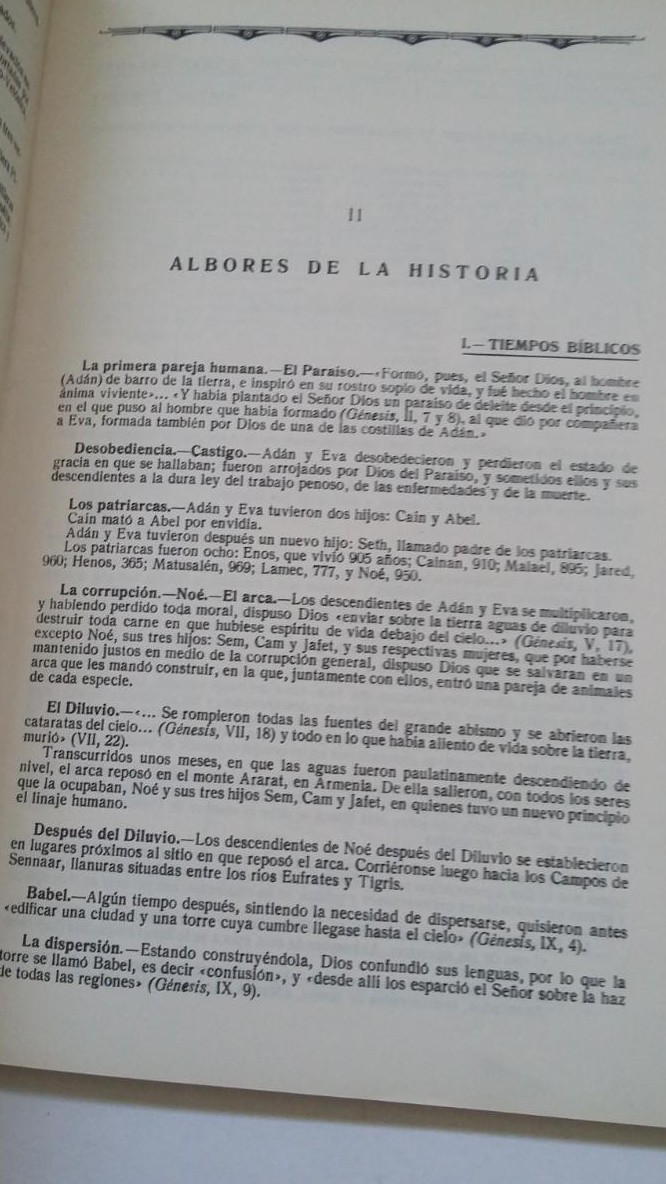 II
ALBORES DE LA HISTORIA
I.—TIEMPOS BÍBLICOS
La primera pareja humana.—El Paraíso.—«Formó, pues, el Señor Dios, al hombre
(Adán) de barro de la tierra, e inspiró en su rostro soplo de vida, y fué hecho el hombre en
ánima viviente»... «Y había plantado el Señor Dios un paraíso de deleite desde el principio,
en el que puso al hombre que había formado (Génesis, II, 7 y 8), al que dió por compañera
a Eva, formada también por Dios de una de las costillas de Adán.»
Desobediencia.—Castigo.—Adán y Eva desobedecieron y perdieron el estado de
gracia en que se hallaban; fueron arrojados por Dios del Paraíso, y sometidos ellos y sus
descendientes a la dura ley del trabajo penoso, de las enfermedades y de la muerte.
Los patriarcas.—Adán y Eva tuvieron dos hijos: Caín y Abel.
Caín mató a Abel por envidia.
Adán y Eva tuvieron después un nuevo hijo: Seth, llamado padre de los patriarcas.
Los patriarcas fueron ocho: Enos, que vivió 905 años; Cainan, 910; Malael, 895; Jared,
960; Henos, 365; Matusalén, 969; Lamec, 777, y Noé, 950.
La corrupción.—Noé.—El arca.—Los descendientes de Adán y Eva se multiplicaron,
y habiendo perdido toda moral, dispuso Dios «enviar sobre la tierra aguas de diluvio para
destruir toda carne en que hubiese espíritu de vida debajo del cielo...» (Génesis, V, 17),
excepto Noé, sus tres hijos: Sem, Cam y Jafet, y sus respectivas mujeres, que por haberse
mantenido justos en medio de la corrupción general, dispuso Dios que se salvaran en un
arca que les mandó construir, en la que, juntamente con ellos, entró una pareja de animales
de cada especie.
El Diluvio.—«... Se rompieron todas las fuentes del grande abismo y se abrieron las
cataratas del cielo... (Génesis, VII, 18) y todo en lo que había aliento de vida sobre la tierra,
murió» (VII, 22).
Transcurridos unos meses, en que las aguas fueron paulatinamente descendiendo de
nivel, el arca reposó en el monte Ararat, en Armenia. De ella salieron, con todos los seres
que la ocupaban, Noé y sus tres hijos Sem, Cam y Jafet, en quienes tuvo un nuevo principio
el linaje humano.
Después del Diluvio.—Los descendientes de Noé después del Diluvio se establecieron
en lugares próximos al sitio en que reposó el arca. Corriéronse luego hacia los Campos de
Sennaar, llanuras situadas entre los ríos Eufrates y Tigris.
Babel.—Algún tiempo después, sintiendo la necesidad de dispersarse, quisieron antes
«edificar una ciudad y una torre cuya cumbre llegase hasta el cielo» (Génesis, IX, 4).
La dispersión.—Estando construyéndola, Dios confundió sus lenguas, por lo que la
torre se llamó Babel, es decir «confusión», y «desde allí los esparció el Señor sobre la haz
de todas las regiones» (Génesis, IX, 9).